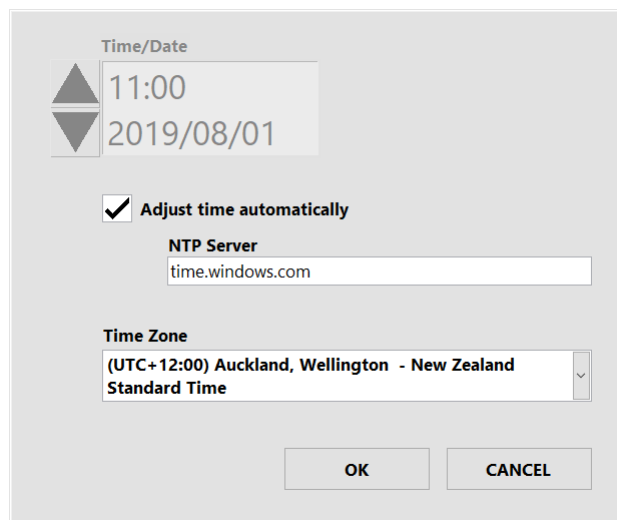 Time/Date
11:00
2019/08/01
Adjust time automatically
NTP Server
time.windows.com
Time Zone
(UTC+12:00) Auckland, Wellington - New Zealand
Standard Time
OK
CANCEL